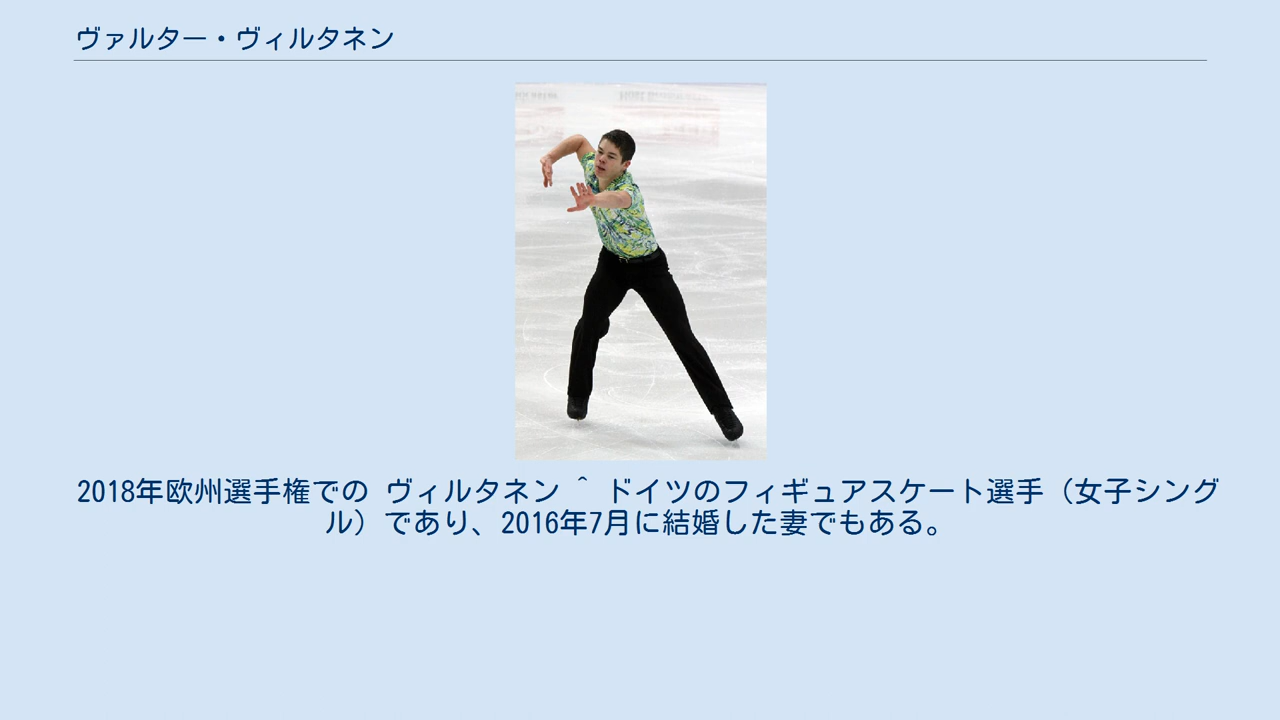 ヴァルター・ヴィルタネン
2018年欧州選手権での ヴィルタネン ^ ドイツのフィギュアスケート選手（女子シング
ル）であり、2016年7月に結婚した妻でもある。